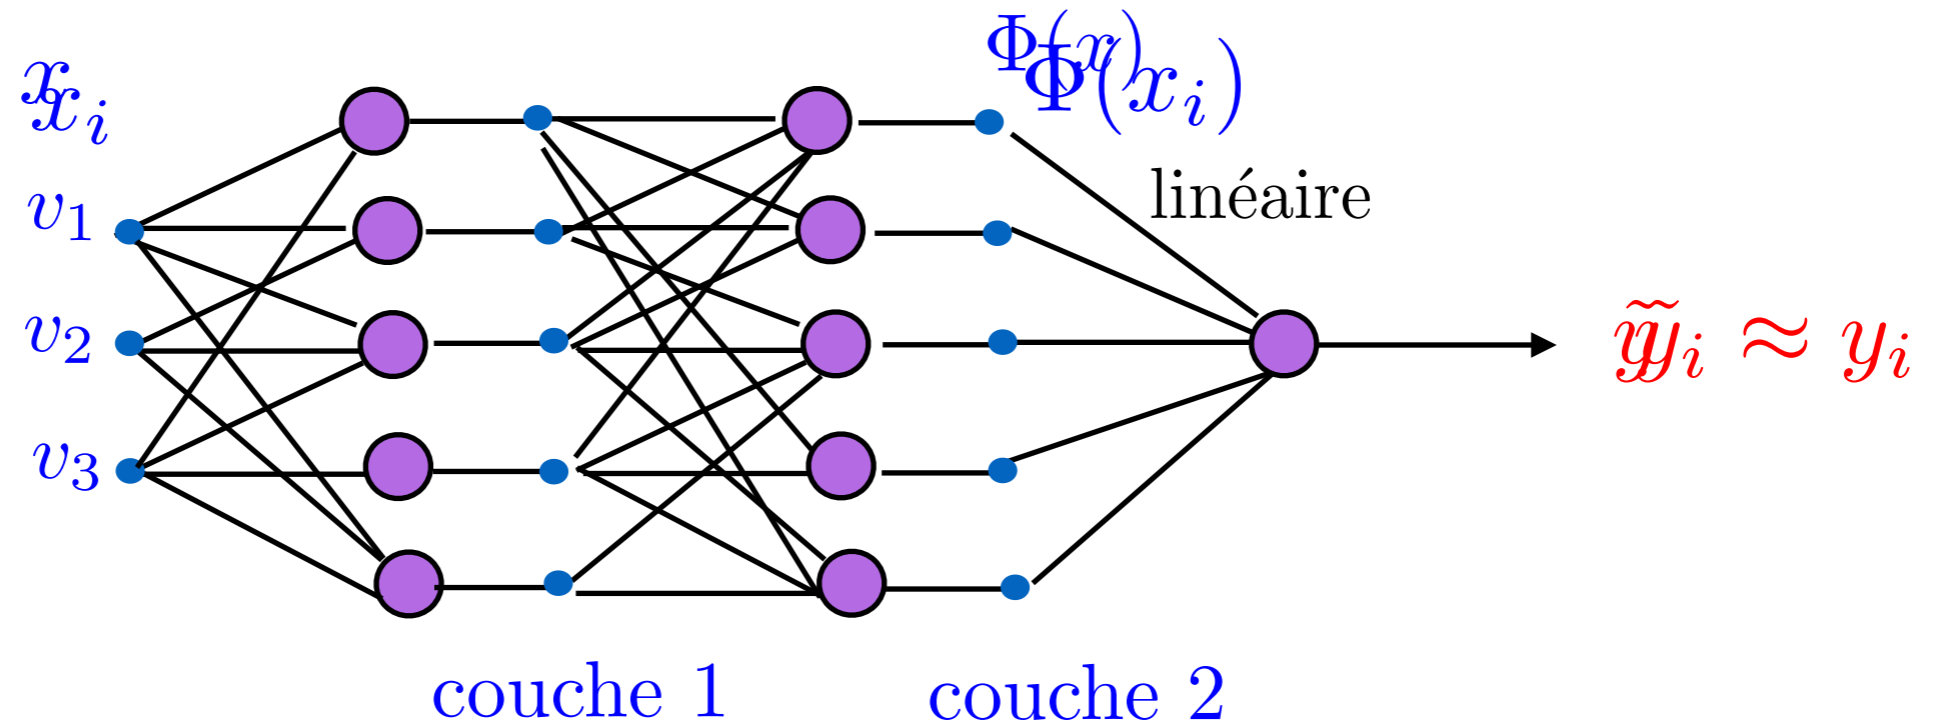 x
x_i
Φ(x)
Φ(x_i)
linéaire
v_1
v_2
v_3
ỹ
ỹ_i ≈ y_i
couche 1
couche 2